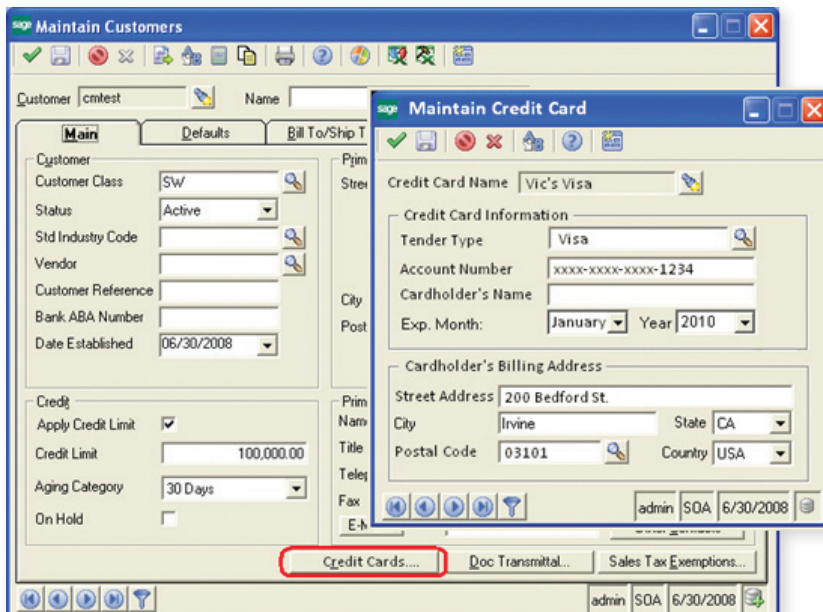 sage Maintain Customers
Customer cmtest Name
Main Defaults Bill To/Ship T
Customer
Customer Class SW
Status Active
Std Industry Code
Vendor
Customer Reference
Bank ABA Number
Date Established 06/30/2008
Prim
Stree
City
Post
Credit
Apply Credit Limit
Credit Limit 100,000.00
Aging Category 30 Days
On Hold
Prim
Nam
Title
Telep
Fax
E-M
Credit Cards.... Doc Transmittal... Sales Tax Exemptions...
admin SOA 6/30/2008
sage Maintain Credit Card
Credit Card Name Vic's Visa
Credit Card Information
Tender Type Visa
Account Number xxxx-xxxx-xxxx-1234
Cardholder's Name
Exp. Month: January Year 2010
Cardholder's Billing Address
Street Address 200 Bedford St.
City Irvine State CA
Postal Code 03101 Country USA
admin SOA 6/30/2008